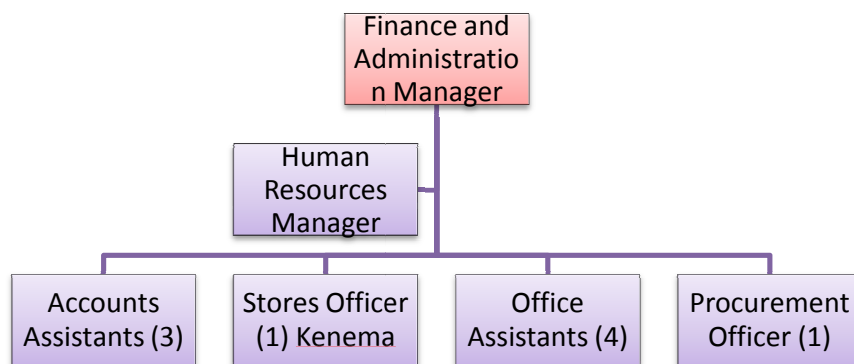 Finance and
Administratio
n Manager
Human
Resources
Manager
Accounts
Assistants (3)
Stores Officer
(1) Kenema
Office
Assistants (4)
Procurement
Officer (1)